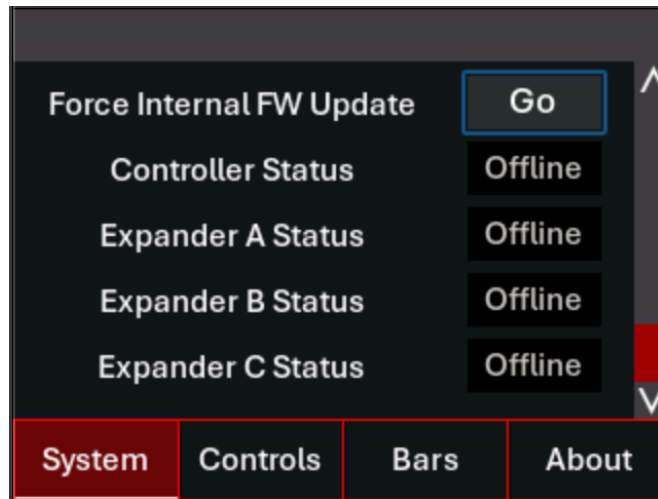 Force Internal FW Update Go
Controller Status Offline
Expander A Status Offline
Expander B Status Offline
Expander C Status Offline
System Controls Bars About